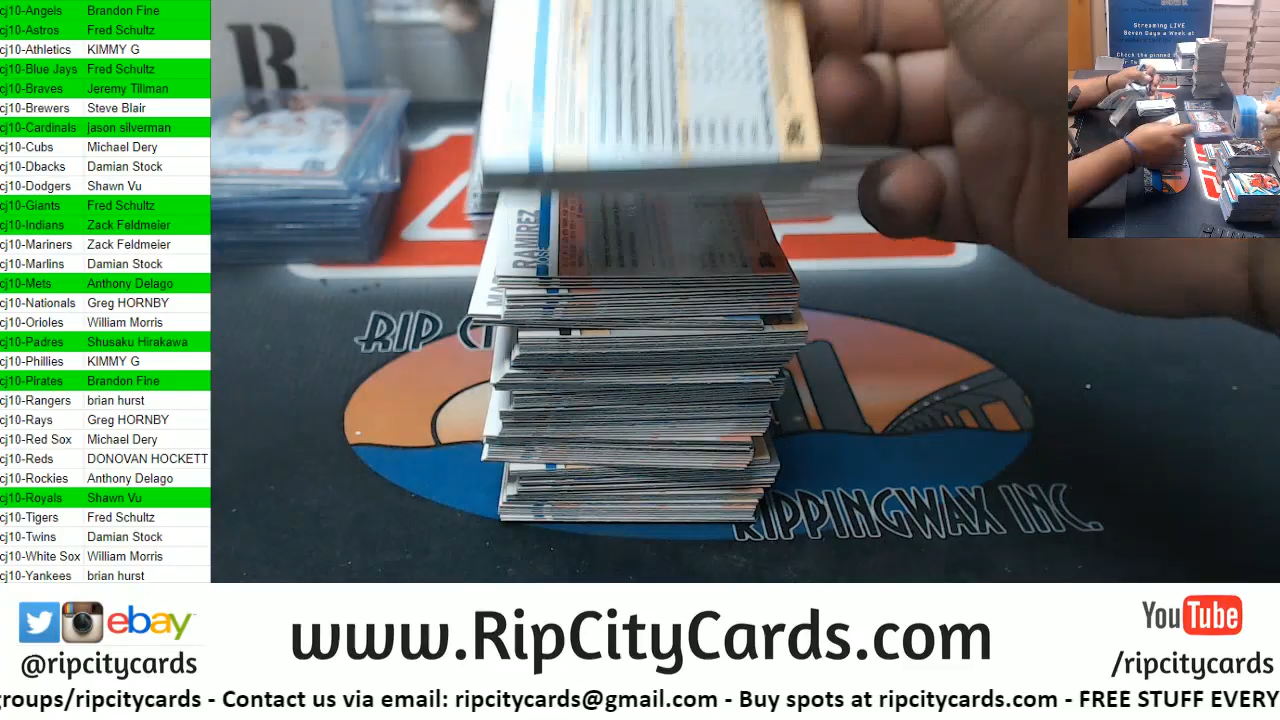 cj10-Angels Brandon FIne
cj10-Astros Fred Schultz
cj10-Athletics KIMMY G
cj10-Blue Jays Fred Schultz
cj10-Braves Jeremy Tillman
cj10-Brewers Steve Blair
cj10-Cardinals jason silverman
cj10-Cubs Michael Dery
cj10-Dbacks Damian Stock
cj10-Dodgers Shawn Vu
cj10-Giants Fred Schultz
cj10-Indians Zack Feldmeier
cj10-Mariners Zack Feldmeier
cj10-Marlins Damian Stock
cj10-Mets Anthony Delago
cj10-Nationals Greg HORNBY
cj10-Orioles William Morris
cj10-Padres Shusaku Hirakawa
cj10-Phillies KIMMY G
cj10-Pirates Brandon FIne
cj10-Rangers brian hurst
cj10-Rays Greg HORNBY
cj10-Red Sox Michael Dery
cj10-Reds DONOVAN HOCKETT
cj10-Rockies Anthony Delago
cj10-Royals Shawn Vu
cj10-Tigers Fred Schultz
cj10-Twins Damian Stock
cj10-White Sox William Morris
cj10-Yankees brian hurst
R
Streaming LIVE
Seven Days a Week at
RAMIREZ
JOSE
RIP C
RIPPINGWAX INC.
ebay
@ripcitycards
www.RipCityCards.com
YouTube
/ripcitycards
groups/ripcitycards - Contact us via email: ripcitycards@gmail.com - Buy spots at ripcitycards.com - FREE STUFF EVERY